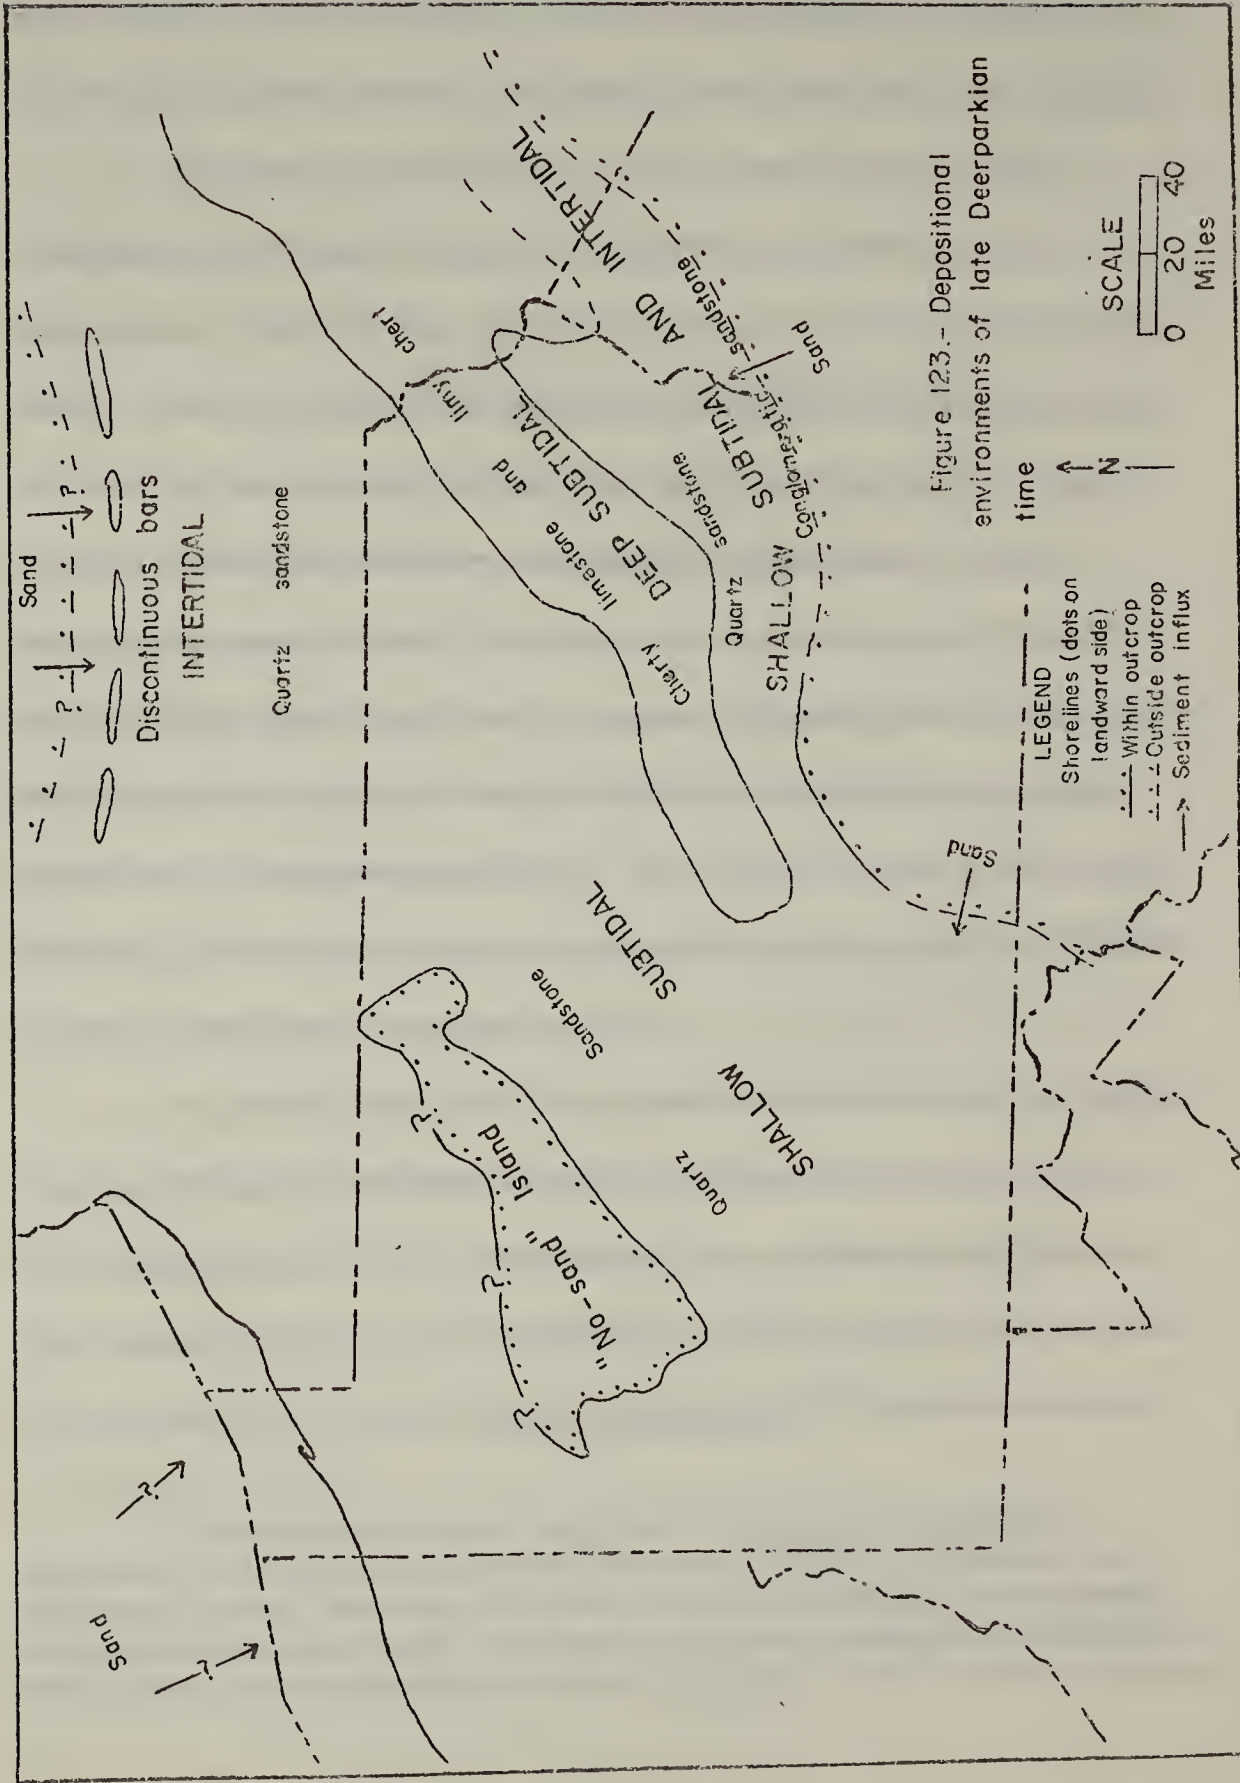 Sand
?
?
Discontinuous bars
INTERTIDAL
Quartz sandstone
Sand
?
?
"No-sand" Island
?
?
?
Sandstone
SUBTIDAL
SHALLOW
Quartz
limy chert
Cherty limestone and
DEEP SUBTIDAL
Quartz sandstone
SHALLOW SUBTIDAL AND INTERTIDAL
Conglomeratic sandstone
Sand
Sand
LEGEND
Shorelines (dots on
landward side)
Within outcrop
Outside outcrop
Sediment influx
N
Figure 123.- Depositional
environments of late Deerparkian
time
SCALE
0 20 40
Miles